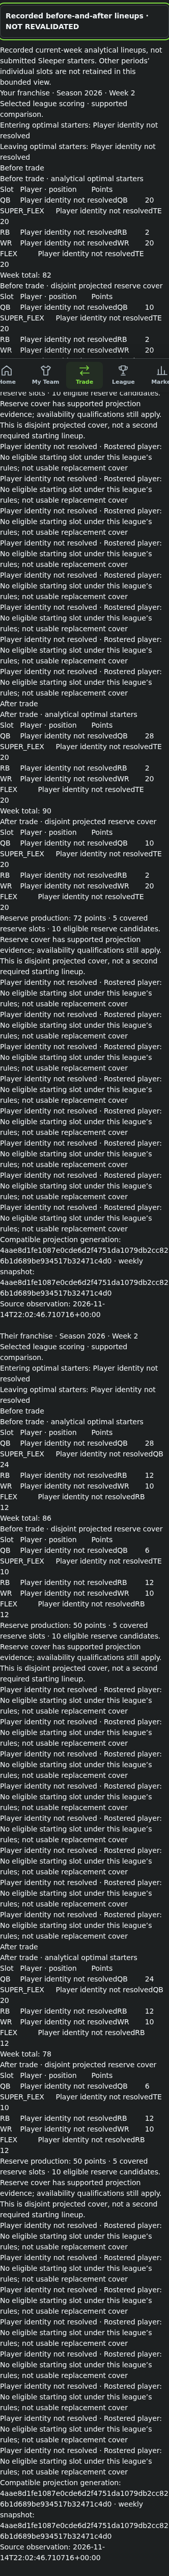 Recorded before-and-after lineups ·
NOT REVALIDATED
Recorded current-week analytical lineups, not
submitted Sleeper starters. Other periods’
individual slots are not retained in this
bounded view.
Your franchise · Season 2026 · Week 2
Selected league scoring · supported
comparison.
Entering optimal starters: Player identity not
resolved
Leaving optimal starters: Player identity not
resolved
Before trade
Before trade · analytical optimal starters
Slot Player · position Points
QB Player identity not resolvedQB 20
SUPER_FLEX Player identity not resolvedTE
20
RB Player identity not resolvedRB 2
WR Player identity not resolvedWR 20
FLEX Player identity not resolvedTE
20
Week total: 82
Before trade · disjoint projected reserve cover
Slot Player · position Points
QB Player identity not resolvedQB 10
SUPER_FLEX Player identity not resolvedTE
20
RB Player identity not resolvedRB 2
WR Player identity not resolvedWR 20
Home My Team Trade League Marke
reserve slots · 10 eligible reserve candidates.
Reserve cover has supported projection
evidence; availability qualifications still apply.
This is disjoint projected cover, not a second
required starting lineup.
Player identity not resolved · Rostered player:
No eligible starting slot under this league’s
rules; not usable replacement cover
Player identity not resolved · Rostered player:
No eligible starting slot under this league’s
rules; not usable replacement cover
Player identity not resolved · Rostered player:
No eligible starting slot under this league’s
rules; not usable replacement cover
Player identity not resolved · Rostered player:
No eligible starting slot under this league’s
rules; not usable replacement cover
Player identity not resolved · Rostered player:
No eligible starting slot under this league’s
rules; not usable replacement cover
Player identity not resolved · Rostered player:
No eligible starting slot under this league’s
rules; not usable replacement cover
Player identity not resolved · Rostered player:
No eligible starting slot under this league’s
rules; not usable replacement cover
Player identity not resolved · Rostered player:
No eligible starting slot under this league’s
rules; not usable replacement cover
After trade
After trade · analytical optimal starters
Slot Player · position Points
QB Player identity not resolvedQB 28
SUPER_FLEX Player identity not resolvedTE
20
RB Player identity not resolvedRB 2
WR Player identity not resolvedWR 20
FLEX Player identity not resolvedTE
20
Week total: 90
After trade · disjoint projected reserve cover
Slot Player · position Points
QB Player identity not resolvedQB 10
SUPER_FLEX Player identity not resolvedTE
20
RB Player identity not resolvedRB 2
WR Player identity not resolvedWR 20
FLEX Player identity not resolvedTE
20
Reserve production: 72 points · 5 covered
reserve slots · 10 eligible reserve candidates.
Reserve cover has supported projection
evidence; availability qualifications still apply.
This is disjoint projected cover, not a second
required starting lineup.
Player identity not resolved · Rostered player:
No eligible starting slot under this league’s
rules; not usable replacement cover
Player identity not resolved · Rostered player:
No eligible starting slot under this league’s
rules; not usable replacement cover
Player identity not resolved · Rostered player:
No eligible starting slot under this league’s
rules; not usable replacement cover
Player identity not resolved · Rostered player:
No eligible starting slot under this league’s
rules; not usable replacement cover
Player identity not resolved · Rostered player:
No eligible starting slot under this league’s
rules; not usable replacement cover
Player identity not resolved · Rostered player:
No eligible starting slot under this league’s
rules; not usable replacement cover
Player identity not resolved · Rostered player:
No eligible starting slot under this league’s
rules; not usable replacement cover
Player identity not resolved · Rostered player:
No eligible starting slot under this league’s
rules; not usable replacement cover
Compatible projection generation:
4aae8d1fe1087e0cde6d2f4751da1079db2cc82
6b1d689be934517b32471c4d0 · weekly
snapshot:
4aae8d1fe1087e0cde6d2f4751da1079db2cc82
6b1d689be934517b32471c4d0
Source observation: 2026-11-
14T22:02:46.710716+00:00
Their franchise · Season 2026 · Week 2
Selected league scoring · supported
comparison.
Entering optimal starters: Player identity not
resolved
Leaving optimal starters: Player identity not
resolved
Before trade
Before trade · analytical optimal starters
Slot Player · position Points
QB Player identity not resolvedQB 28
SUPER_FLEX Player identity not resolvedQB
24
RB Player identity not resolvedRB 12
WR Player identity not resolvedWR 10
FLEX Player identity not resolvedRB
12
Week total: 86
Before trade · disjoint projected reserve cover
Slot Player · position Points
QB Player identity not resolvedQB 6
SUPER_FLEX Player identity not resolvedTE
10
RB Player identity not resolvedRB 12
WR Player identity not resolvedWR 10
FLEX Player identity not resolvedRB
12
Reserve production: 50 points · 5 covered
reserve slots · 10 eligible reserve candidates.
Reserve cover has supported projection
evidence; availability qualifications still apply.
This is disjoint projected cover, not a second
required starting lineup.
Player identity not resolved · Rostered player:
No eligible starting slot under this league’s
rules; not usable replacement cover
Player identity not resolved · Rostered player:
No eligible starting slot under this league’s
rules; not usable replacement cover
Player identity not resolved · Rostered player:
No eligible starting slot under this league’s
rules; not usable replacement cover
Player identity not resolved · Rostered player:
No eligible starting slot under this league’s
rules; not usable replacement cover
Player identity not resolved · Rostered player:
No eligible starting slot under this league’s
rules; not usable replacement cover
Player identity not resolved · Rostered player:
No eligible starting slot under this league’s
rules; not usable replacement cover
Player identity not resolved · Rostered player:
No eligible starting slot under this league’s
rules; not usable replacement cover
Player identity not resolved · Rostered player:
No eligible starting slot under this league’s
rules; not usable replacement cover
After trade
After trade · analytical optimal starters
Slot Player · position Points
QB Player identity not resolvedQB 24
SUPER_FLEX Player identity not resolvedQB
20
RB Player identity not resolvedRB 12
WR Player identity not resolvedWR 10
FLEX Player identity not resolvedRB
12
Week total: 78
After trade · disjoint projected reserve cover
Slot Player · position Points
QB Player identity not resolvedQB 6
SUPER_FLEX Player identity not resolvedTE
10
RB Player identity not resolvedRB 12
WR Player identity not resolvedWR 10
FLEX Player identity not resolvedRB
12
Reserve production: 50 points · 5 covered
reserve slots · 10 eligible reserve candidates.
Reserve cover has supported projection
evidence; availability qualifications still apply.
This is disjoint projected cover, not a second
required starting lineup.
Player identity not resolved · Rostered player:
No eligible starting slot under this league’s
rules; not usable replacement cover
Player identity not resolved · Rostered player:
No eligible starting slot under this league’s
rules; not usable replacement cover
Player identity not resolved · Rostered player:
No eligible starting slot under this league’s
rules; not usable replacement cover
Player identity not resolved · Rostered player:
No eligible starting slot under this league’s
rules; not usable replacement cover
Player identity not resolved · Rostered player:
No eligible starting slot under this league’s
rules; not usable replacement cover
Player identity not resolved · Rostered player:
No eligible starting slot under this league’s
rules; not usable replacement cover
Player identity not resolved · Rostered player:
No eligible starting slot under this league’s
rules; not usable replacement cover
Player identity not resolved · Rostered player:
No eligible starting slot under this league’s
rules; not usable replacement cover
Compatible projection generation:
4aae8d1fe1087e0cde6d2f4751da1079db2cc82
6b1d689be934517b32471c4d0 · weekly
snapshot:
4aae8d1fe1087e0cde6d2f4751da1079db2cc82
6b1d689be934517b32471c4d0
Source observation: 2026-11-
14T22:02:46.710716+00:00